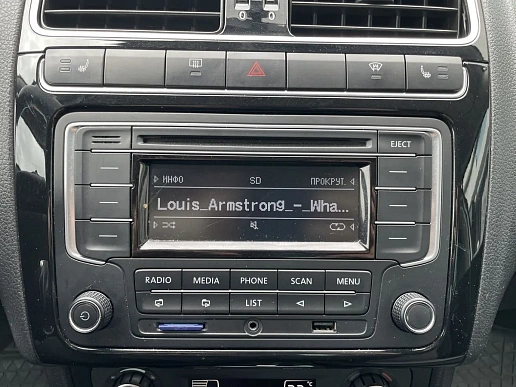 EJECT
ИНФО SD ПРОКРУТ.
Louis_Armstrong_-_Wha...
RADIO MEDIA PHONE SCAN MENU
LIST